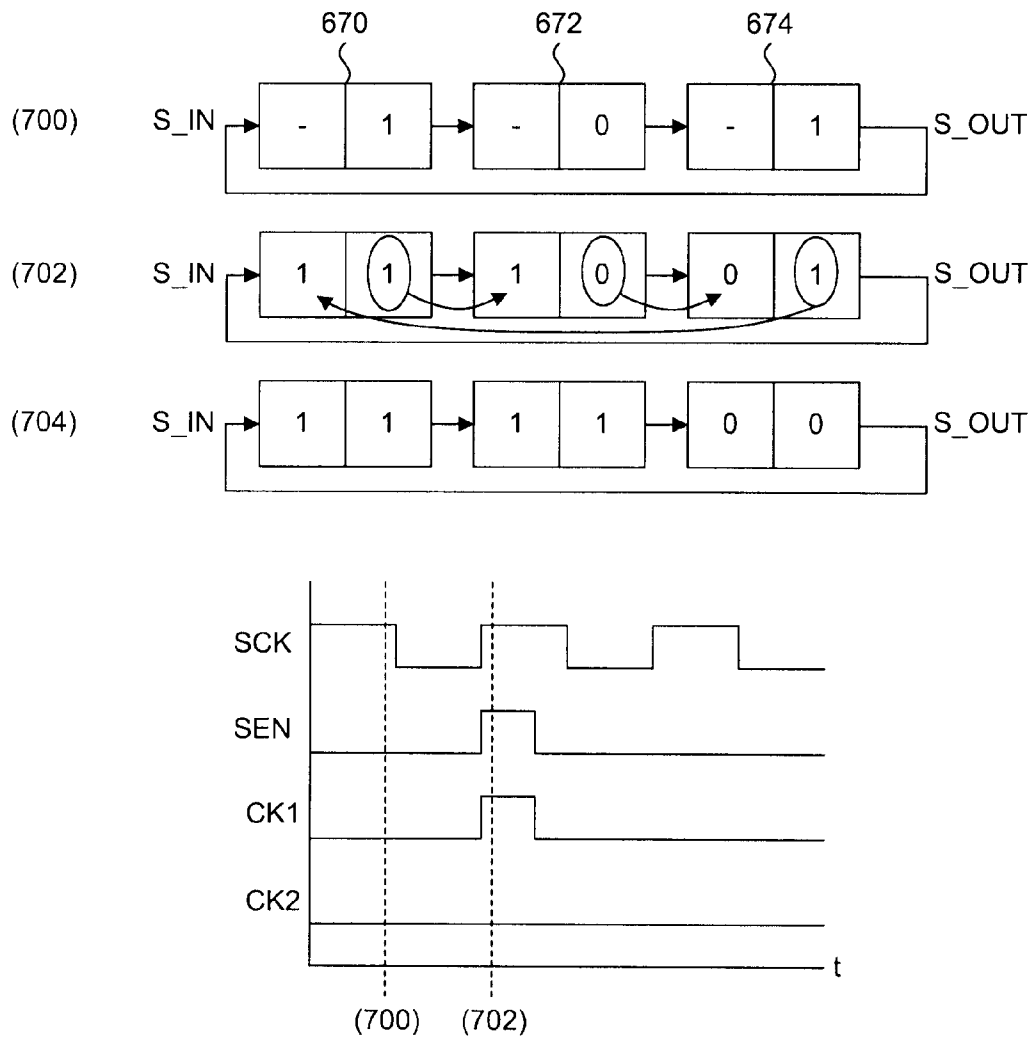 670 672 674
(700) S_IN - 1 - 0 - 1 S_OUT
(702) S_IN 1 1 1 0 0 1 S_OUT
(704) S_IN 1 1 1 1 0 0 S_OUT
SCK
SEN
CK1
CK2
t
(700) (702)